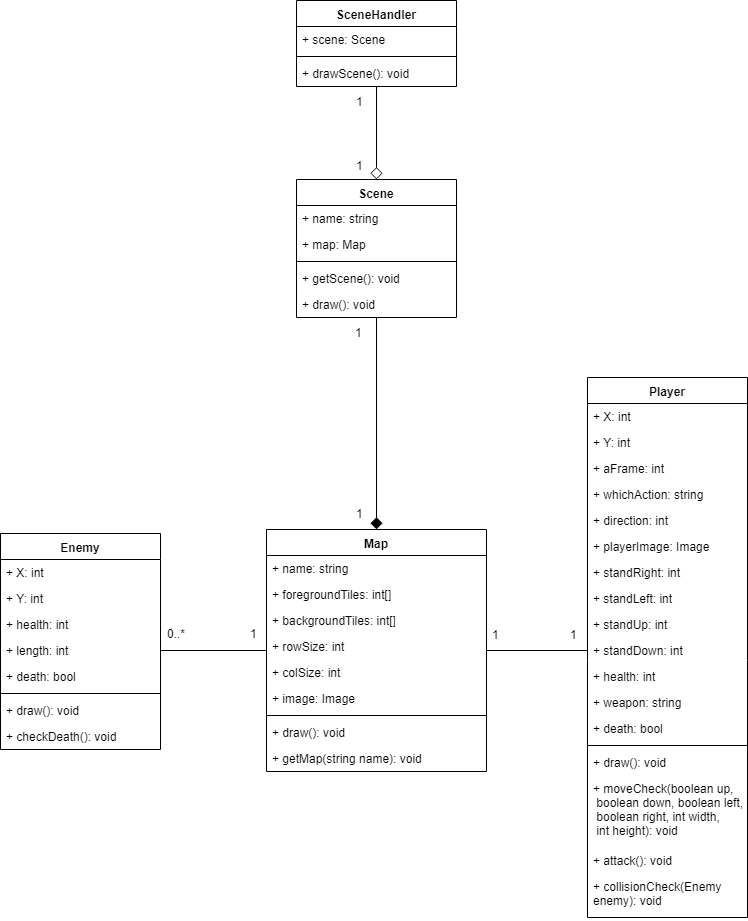 SceneHandler
+ scene: Scene
+ drawScene(): void
1
1
Scene
+ name: string
+ map: Map
+ getScene(): void
+ draw(): void
1
1
Enemy
+ X: int
+ Y: int
+ health: int
+ length: int
+ death: bool
+ draw(): void
+ checkDeath(): void
0..*
1
Map
+ name: string
+ foregroundTiles: int[]
+ backgroundTiles: int[]
+ rowSize: int
+ colSize: int
+ image: Image
+ draw(): void
+ getMap(string name): void
1
1
Player
+ X: int
+ Y: int
+ aFrame: int
+ whichAction: string
+ direction: int
+ playerImage: Image
+ standRight: int
+ standLeft: int
+ standUp: int
+ standDown: int
+ health: int
+ weapon: string
+ death: bool
+ draw(): void
+ moveCheck(boolean up,
boolean down, boolean left,
boolean right, int width,
int height): void
+ attack(): void
+ collisionCheck(Enemy
enemy): void